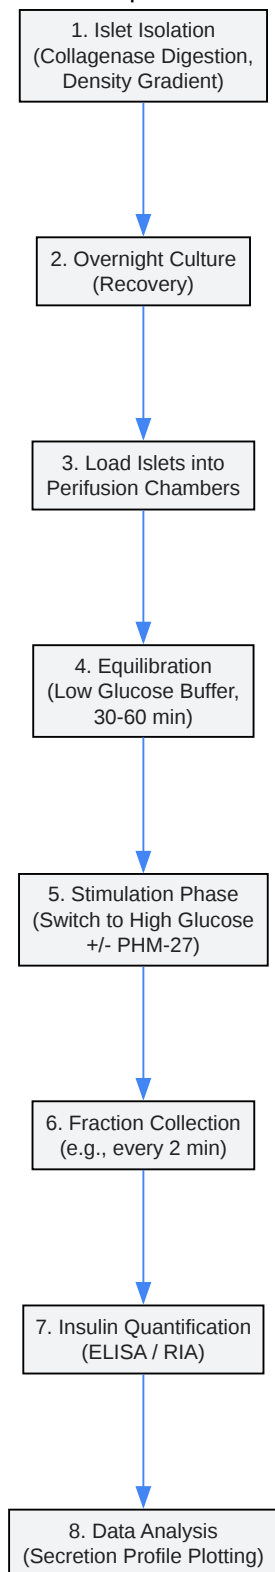 1. Islet Isolation
(Collagenase Digestion,
Density Gradient)
2. Overnight Culture
(Recovery)
3. Load Islets into
Perifusion Chambers
4. Equilibration
(Low Glucose Buffer,
30-60 min)
5. Stimulation Phase
(Switch to High Glucose
+/- PHM-27)
6. Fraction Collection
(e.g., every 2 min)
7. Insulin Quantification
(ELISA / RIA)
8. Data Analysis
(Secretion Profile Plotting)